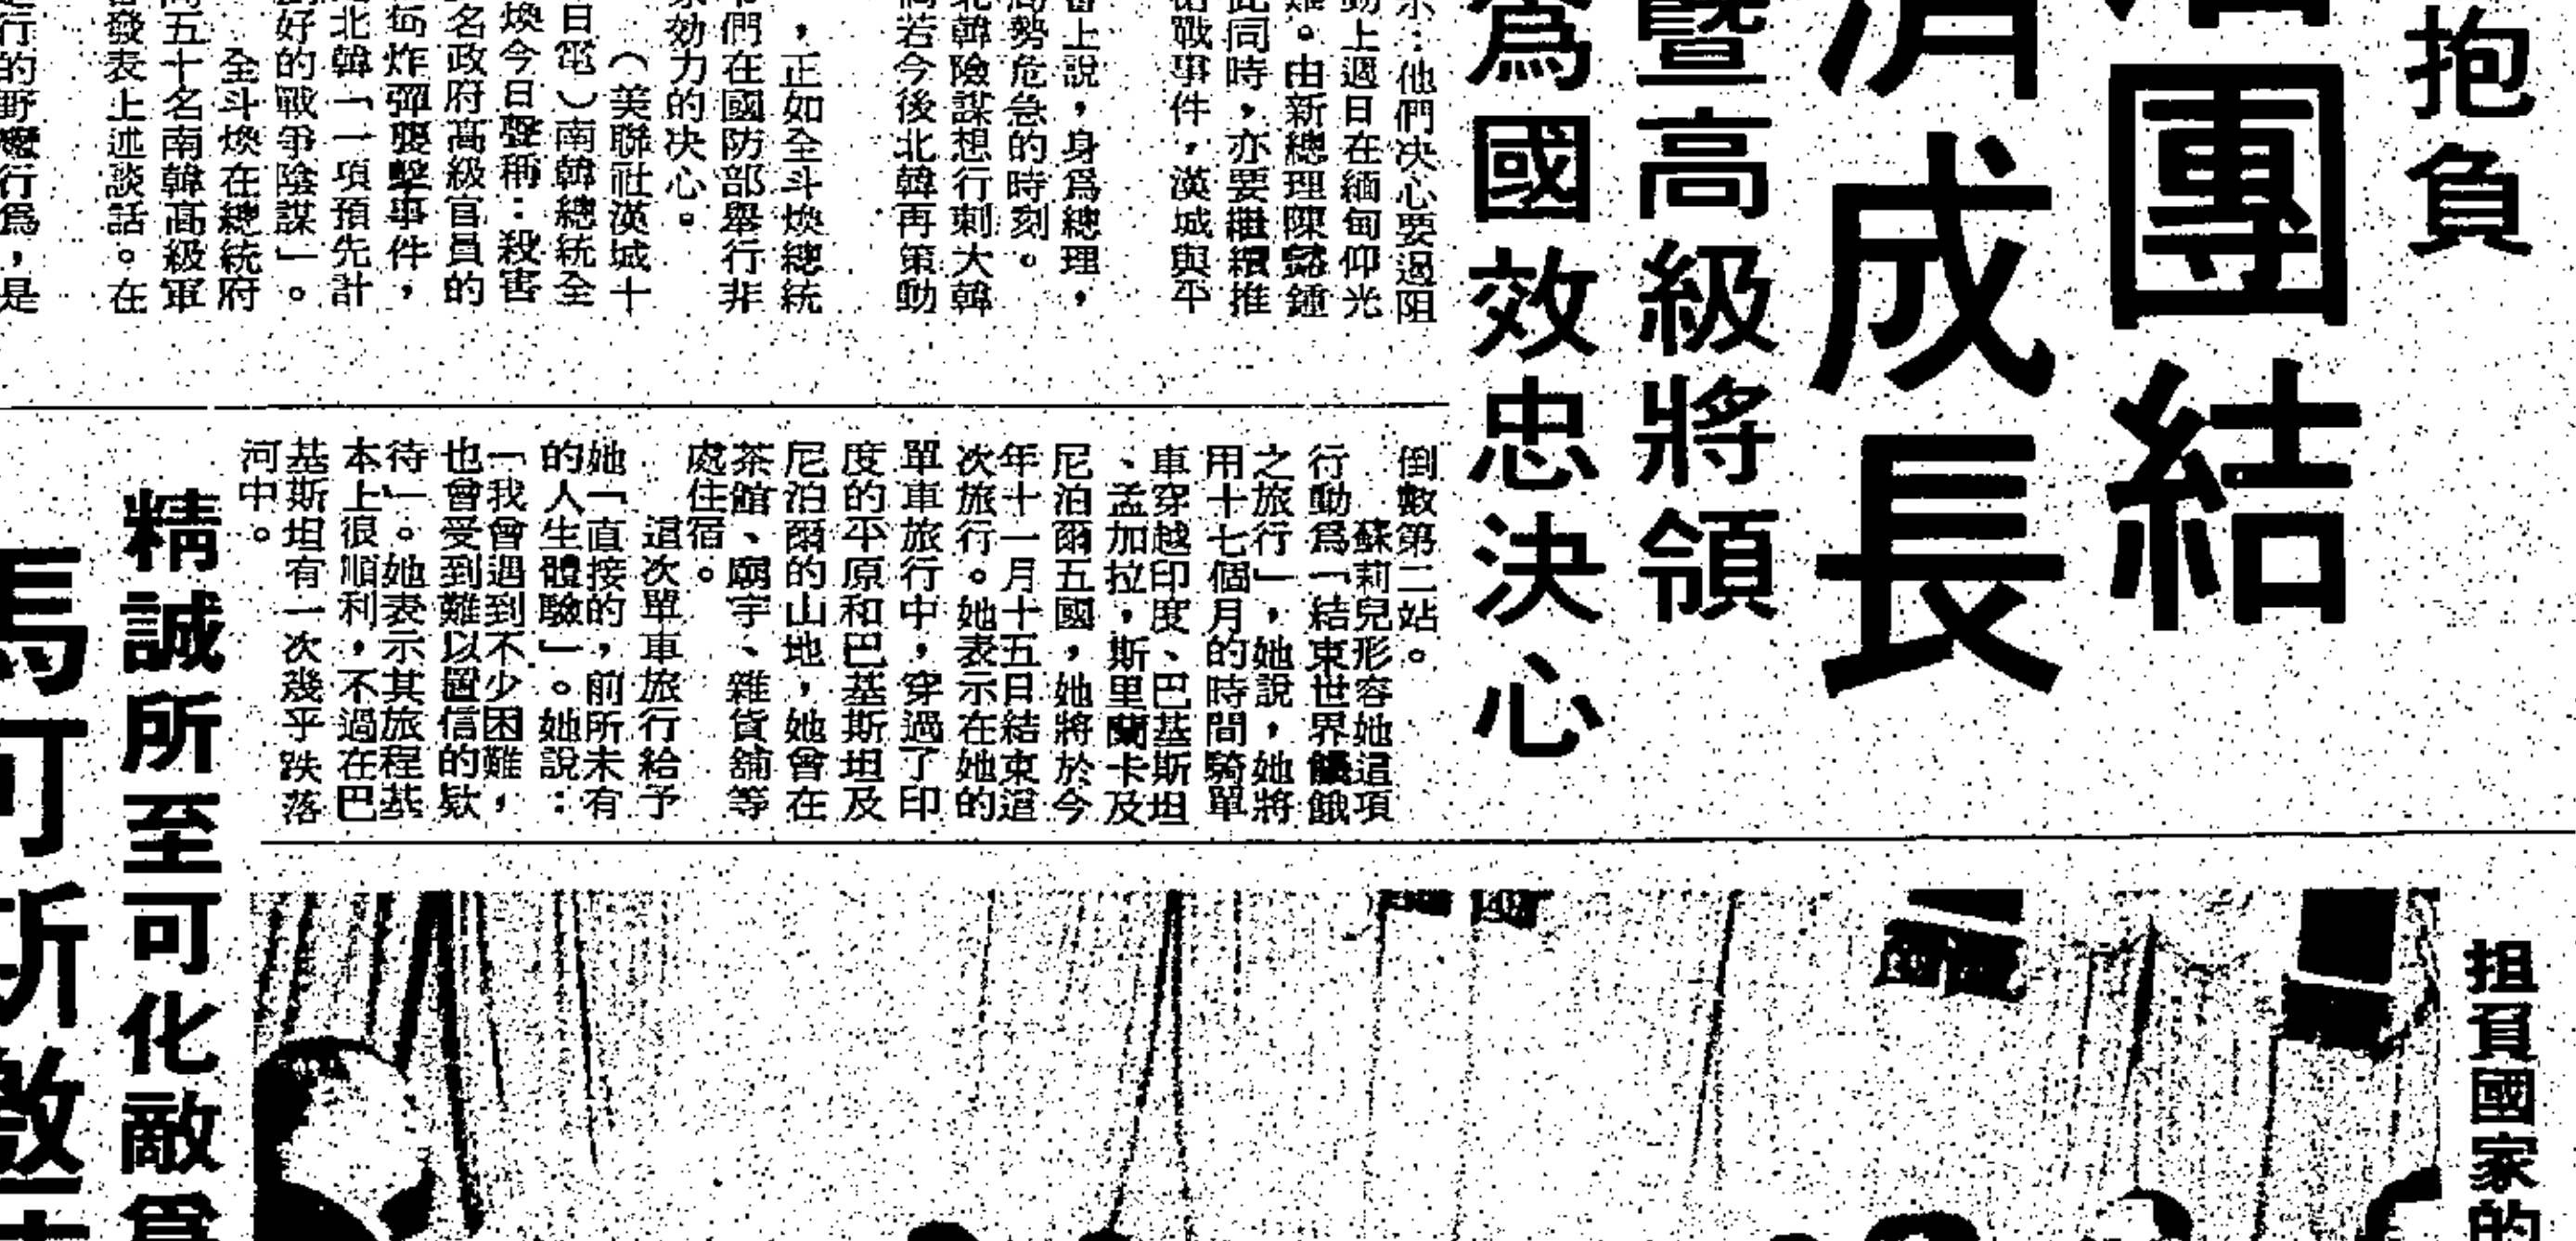 抱負
團結
濟成長
暨高級將領
爲國效忠決心
示：他們決心要遏阻
動上週日在緬甸仰光
難。由新總理陳懿鍾
此同時，亦要繼續推
衛戰事件，漢城與平
會上說，身爲總理，
局勢危急的時刻。
北韓險謀想行刺大韓
倘若今後北韓再策動
，正如全斗煥總統
們在國防部舉行非
家効力的決心。
（美聯社漢城十
日電）南韓總統全
煥今日聲稱：殺害
名政府高級官員的
炸彈襲擊事件，
北韓「一項預先計
好的戰爭陰謀」。
全斗煥在總統府
五十名南韓高級軍
發表上述談話。在
行的野蠻行爲，是
倒數第二站。
蘇莉兒形容她這項
行動爲「結束世界饑餓
之旅行」，她說，她將
用十七個月的時間騎單
車穿越印度、巴基斯坦
、孟加拉，斯里蘭卡及
尼泊爾五國，她將於今
年十一月十五日結束這
次旅行。她表示在她的
單車旅行中，穿過了印
度的平原和巴基斯坦及
尼泊爾的山地，她曾在
茶館、廟宇、雜貨舖等
處住宿。
這次單車旅行給予
她「直接的，前所未有
的人生體驗」。她說：
「我曾遇到不少困難，
也曾受到難以置信的欵
待」。她表示其旅程基
本上很順利，不過在巴
基斯坦有一次幾乎跌落
河中。
精誠所至可化敵爲
馬可斯
担負國家的